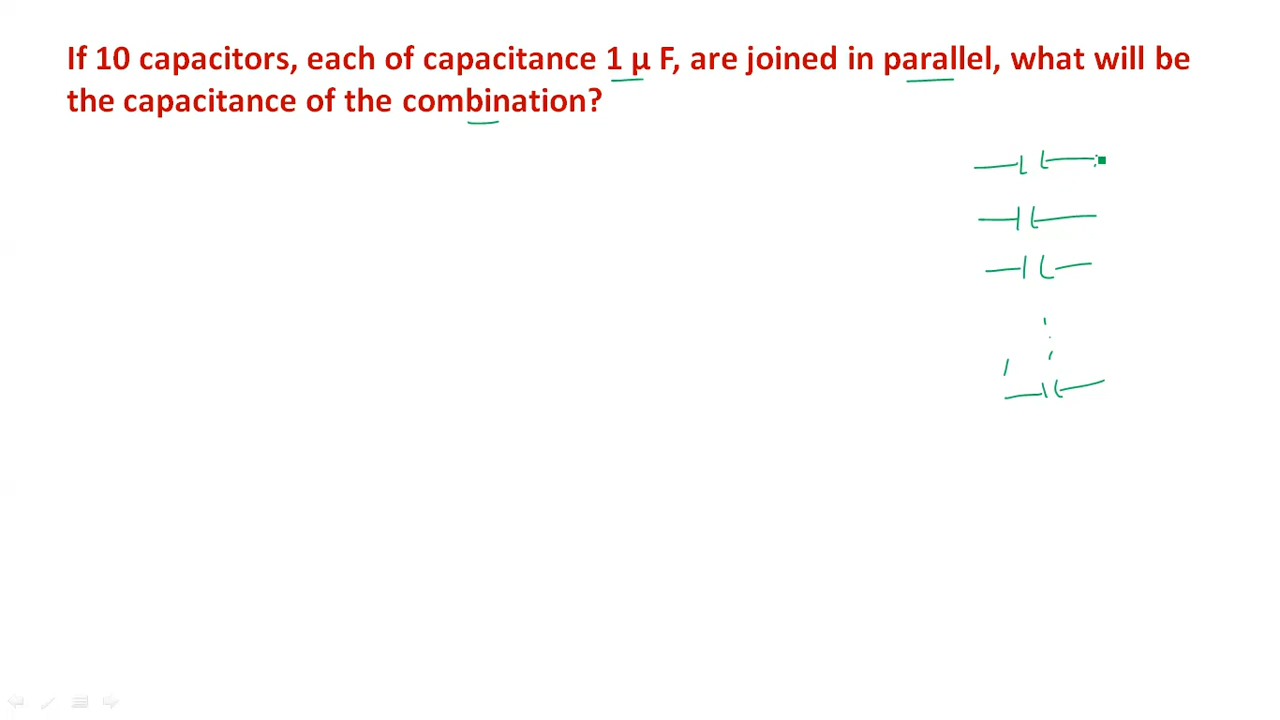 If 10 capacitors, each of capacitance 1 μ F, are joined in parallel, what will be
the capacitance of the combination?